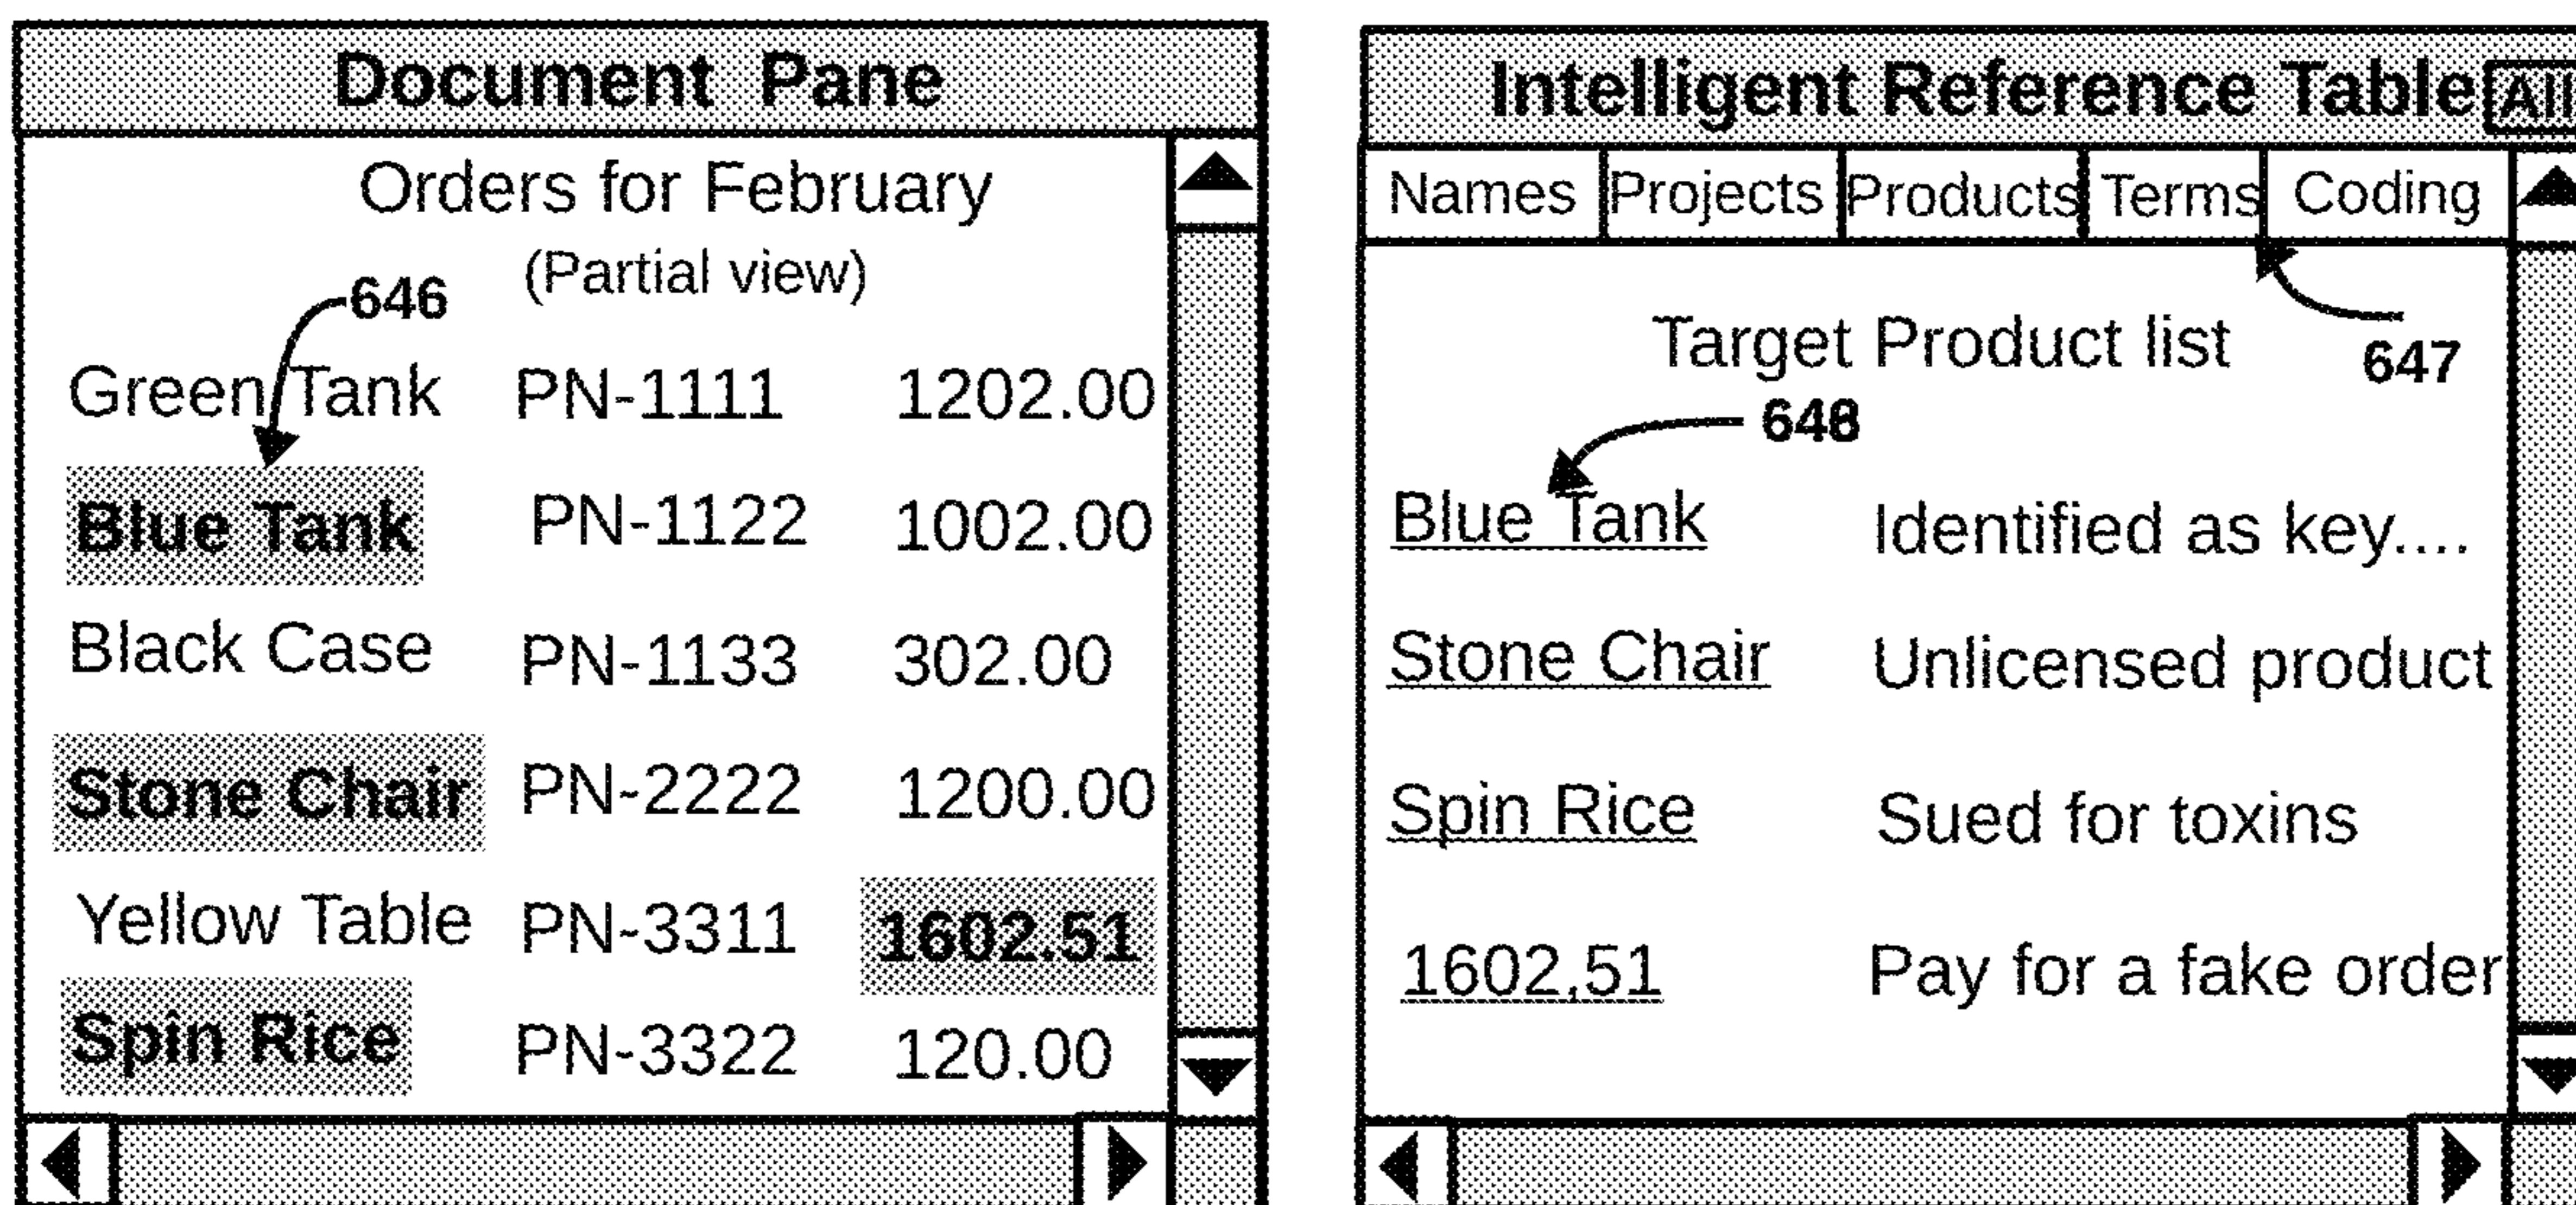 Document Pane
Orders for February
(Partial view)
646
Green Tank PN-1111 1202.00
Blue Tank PN-1122 1002.00
Black Case PN-1133 302.00
Stone Chair PN-2222 1200.00
Yellow Table PN-3311 1602.51
Spin Rice PN-3322 120.00
Intelligent Reference Table All
Names Projects Products Terms Coding
647
Target Product list
648
Blue Tank Identified as key....
Stone Chair Unlicensed product
Spin Rice Sued for toxins
1602,51 Pay for a fake order